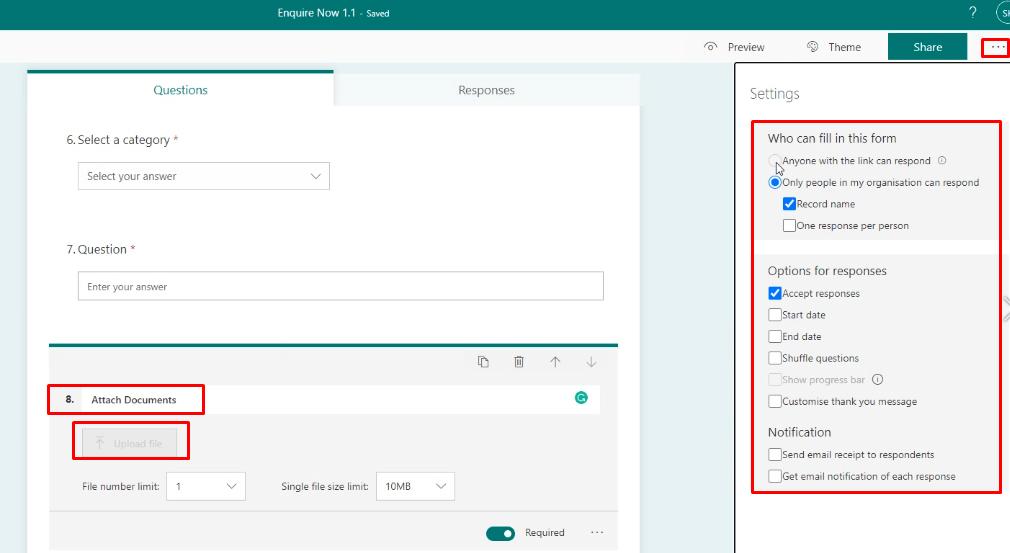 Enquire Now 1.1 - Saved
?
Preview
Theme
Share
...
Questions
Responses
Settings
6. Select a category *
Select your answer
7. Question *
Enter your answer
8. Attach Documents
Upload file
File number limit: 1
Single file size limit: 10MB
Required
...
Who can fill in this form
Anyone with the link can respond
Only people in my organisation can respond
Record name
One response per person
Options for responses
Accept responses
Start date
End date
Shuffle questions
Show progress bar
Customise thank you message
Notification
Send email receipt to respondents
Get email notification of each response